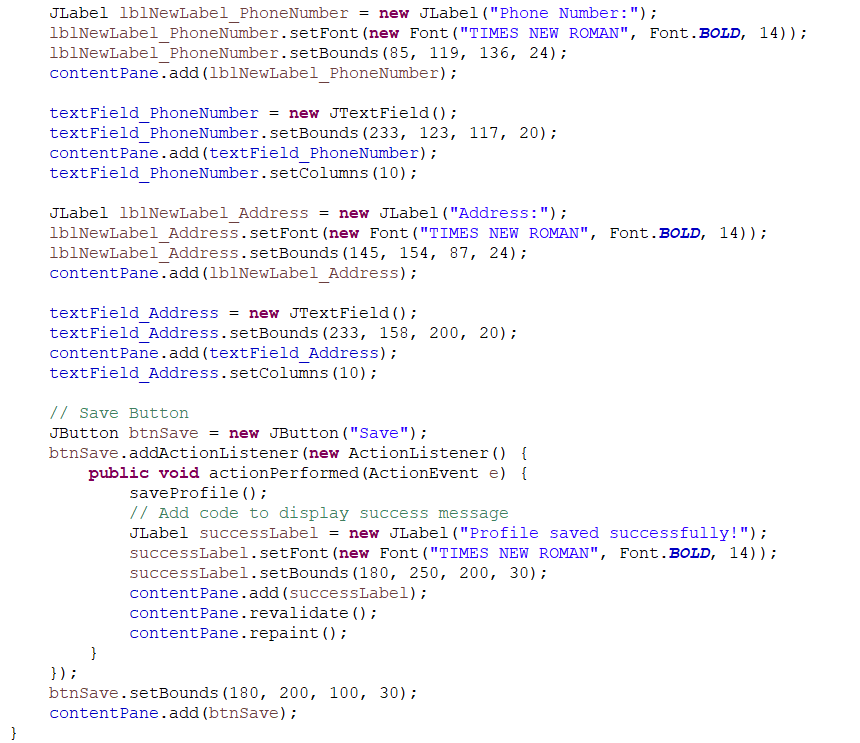 JLabel lblNewLabel_PhoneNumber = new JLabel("Phone Number:");
lblNewLabel_PhoneNumber.setFont(new Font("TIMES NEW ROMAN", Font.BOLD, 14));
lblNewLabel_PhoneNumber.setBounds(85, 119, 136, 24);
contentPane.add(lblNewLabel_PhoneNumber);

textField_PhoneNumber = new JTextField();
textField_PhoneNumber.setBounds(233, 123, 117, 20);
contentPane.add(textField_PhoneNumber);
textField_PhoneNumber.setColumns(10);

JLabel lblNewLabel_Address = new JLabel("Address:");
lblNewLabel_Address.setFont(new Font("TIMES NEW ROMAN", Font.BOLD, 14));
lblNewLabel_Address.setBounds(145, 154, 87, 24);
contentPane.add(lblNewLabel_Address);

textField_Address = new JTextField();
textField_Address.setBounds(233, 158, 200, 20);
contentPane.add(textField_Address);
textField_Address.setColumns(10);

// Save Button
JButton btnSave = new JButton("Save");
btnSave.addActionListener(new ActionListener() {
    public void actionPerformed(ActionEvent e) {
        saveProfile();
        // Add code to display success message
        JLabel successLabel = new JLabel("Profile saved successfully!");
        successLabel.setFont(new Font("TIMES NEW ROMAN", Font.BOLD, 14));
        successLabel.setBounds(180, 250, 200, 30);
        contentPane.add(successLabel);
        contentPane.revalidate();
        contentPane.repaint();
    }
});
btnSave.setBounds(180, 200, 100, 30);
contentPane.add(btnSave);
}